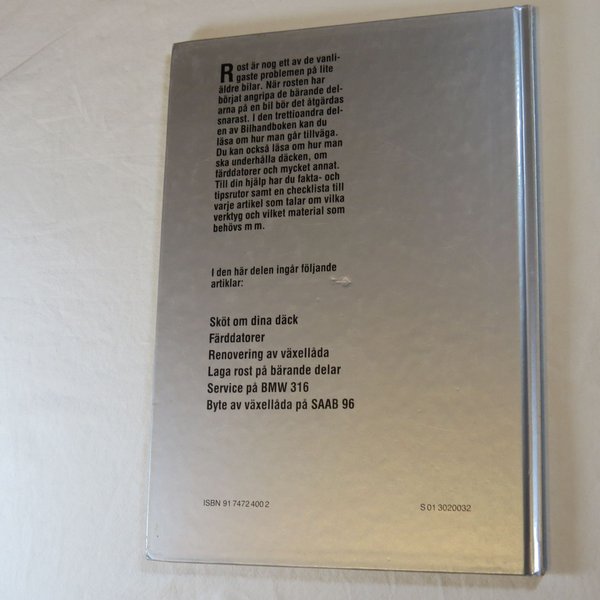 Rost är nog ett av de vanli-
gaste problemen på lite
äldre bilar. När rosten har
börjat angripa de bärande del-
arna på en bil bör det åtgärdas
snarast. I den trettioandra del-
en av Bilhandboken kan du
läsa om hur man går tillväga.
Du kan också läsa om hur man
ska underhålla däcken, om
färddatorer och mycket annat.
Till din hjälp har du fakta- och
tipsrutor samt en checklista till
varje artikel som talar om vilka
verktyg och vilket material som
behövs m m.
I den här delen ingår följande
artiklar:
Sköt om dina däck
Färddatorer
Renovering av växellåda
Laga rost på bärande delar
Service på BMW 316
Byte av växellåda på SAAB 96
ISBN 91 7472 400 2
S 01 3020032